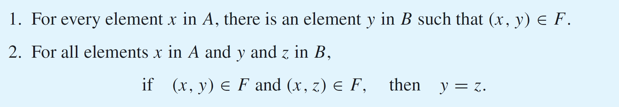 1. For every element x in A, there is an element y in B such that (x, y) ∈ F.
2. For all elements x in A and y and z in B,
if (x, y) ∈ F and (x, z) ∈ F, then y = z.